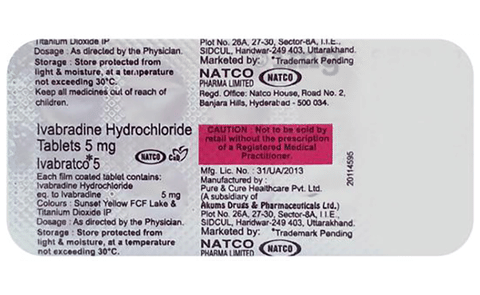 Titanium Dioxide IP
Dosage : As directed by the Physician.
Storage : Store protected from
light & moisture, at a temperature
not exceeding 30°C.
Keep all medicines out of reach of
children.
Ivabradine Hydrochloride
Tablets 5 mg
Ivabratco*5
NATCO
Each film coated tablet contains:
Ivabradine Hydrochloride
eq. to Ivabradine 5 mg
Colours : Sunset Yellow FCF Lake &
Titanium Dioxide IP
Dosage : As directed by the Physician.
Storage : Store protected from
light & moisture, at a temperature
not exceeding 30°C.
Plot No. 26A, 27-30, Sector-8A, I.I.E.,
SIDCUL, Haridwar-249 403, Uttarakhand.
Marketed by: *Trademark Pending
NATCO NATCO
PHARMA LIMITED
Regd. Office: Natco House, Road No. 2,
Banjara Hills, Hyderabad - 500 034.
CAUTION : Not to be sold by
retail without the prescription
of a Registered Medical
Practitioner.
Mfg. Lic. No. : 31/UA/2013
Manufactured by :
Pure & Cure Healthcare Pvt. Ltd.
(A subsidiary of
Akums Drugs & Pharmaceuticals Ltd.)
Plot No. 26A, 27-30, Sector-8A, I.I.E.,
SIDCUL, Haridwar-249 403, Uttarakhand.
Marketed by: *Trademark Pending
NATCO NATCO
PHARMA LIMITED
20114595